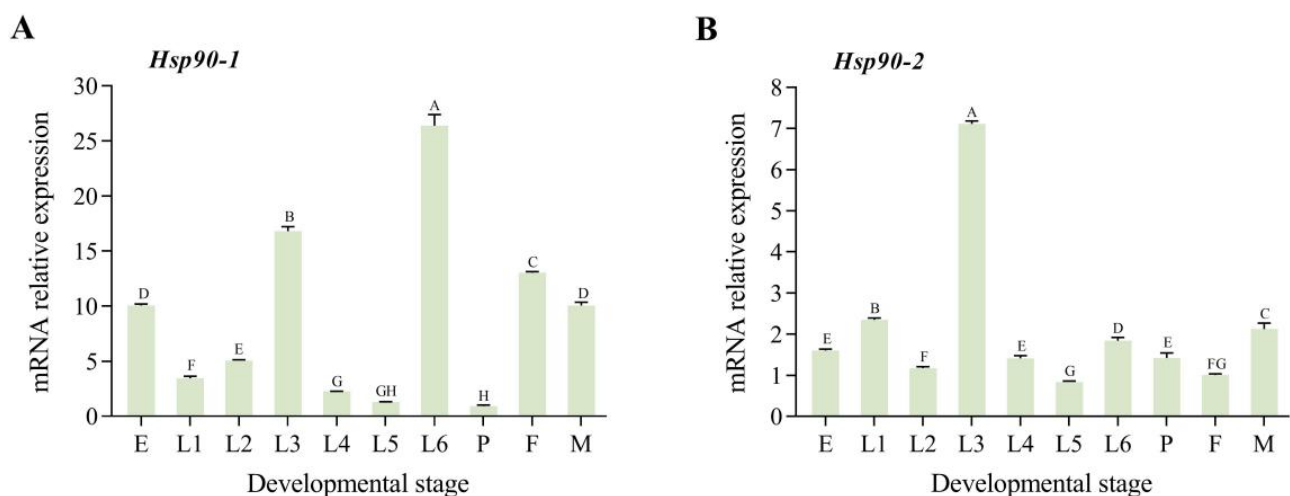 A
Hsp90-1
mRNA relative expression
30
25
20
15
10
5
0
D
F
E
B
G
GH
A
H
C
D
E L1 L2 L3 L4 L5 L6 P F M
Developmental stage
B
Hsp90-2
mRNA relative expression
8
7
6
5
4
3
2
1
0
E
B
F
A
E
G
D
E
FG
C
E L1 L2 L3 L4 L5 L6 P F M
Developmental stage